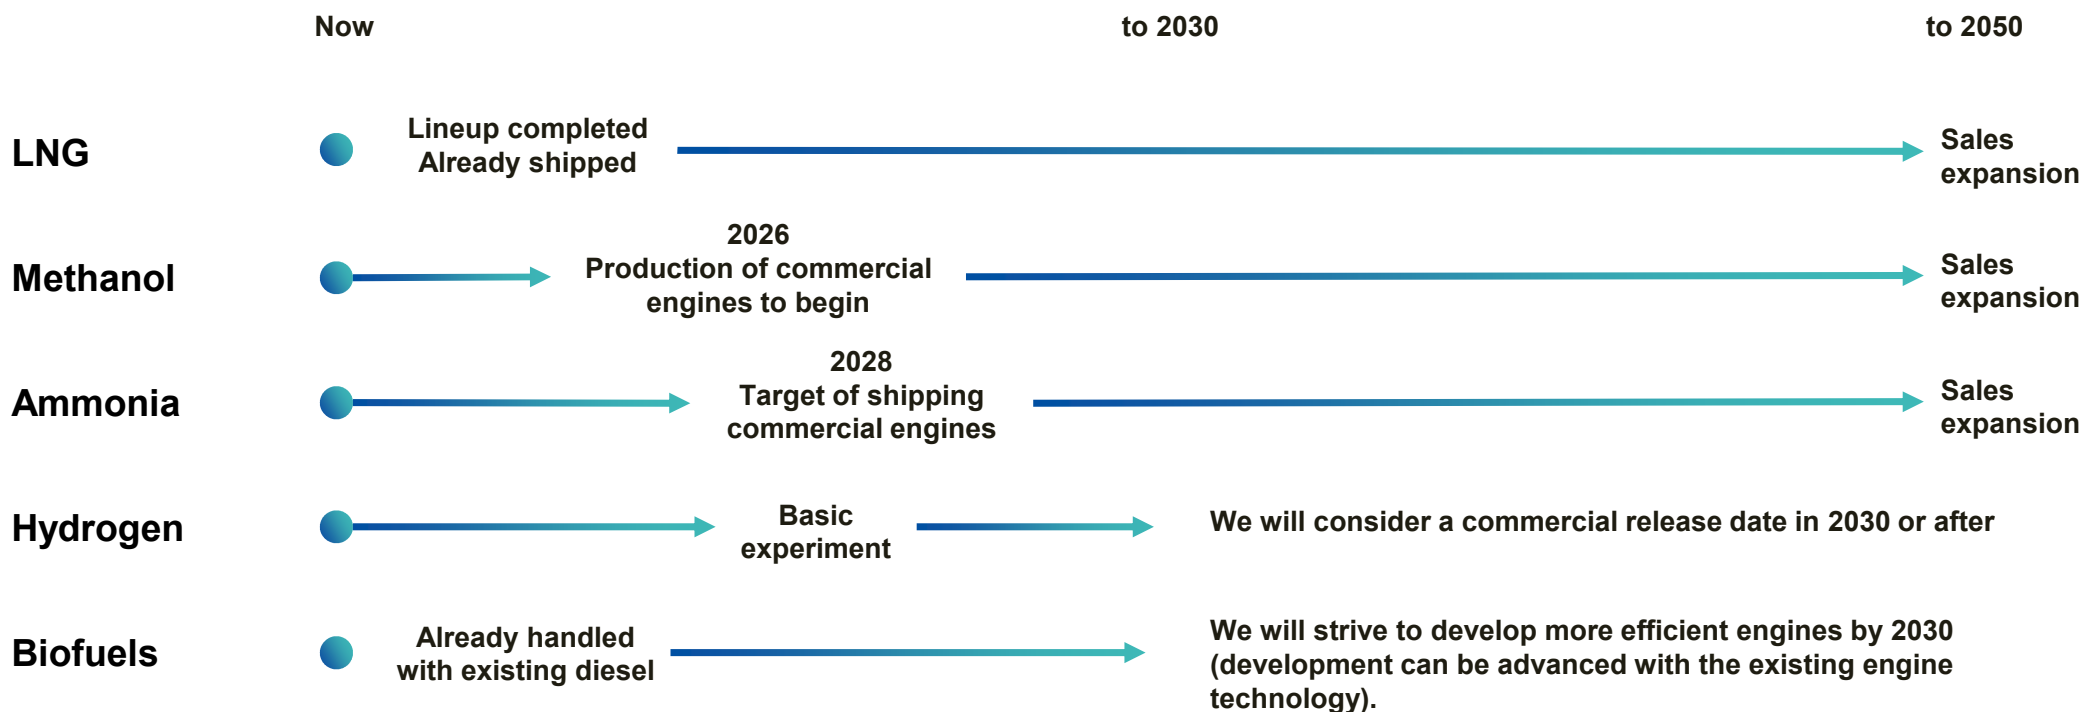 Now
to 2030
to 2050
LNG
Lineup completed
Already shipped
Sales
expansion
Methanol
2026
Production of commercial
engines to begin
Sales
expansion
Ammonia
2028
Target of shipping
commercial engines
Sales
expansion
Hydrogen
Basic
experiment
We will consider a commercial release date in 2030 or after
Biofuels
Already handled
with existing diesel
We will strive to develop more efficient engines by 2030
(development can be advanced with the existing engine
technology).